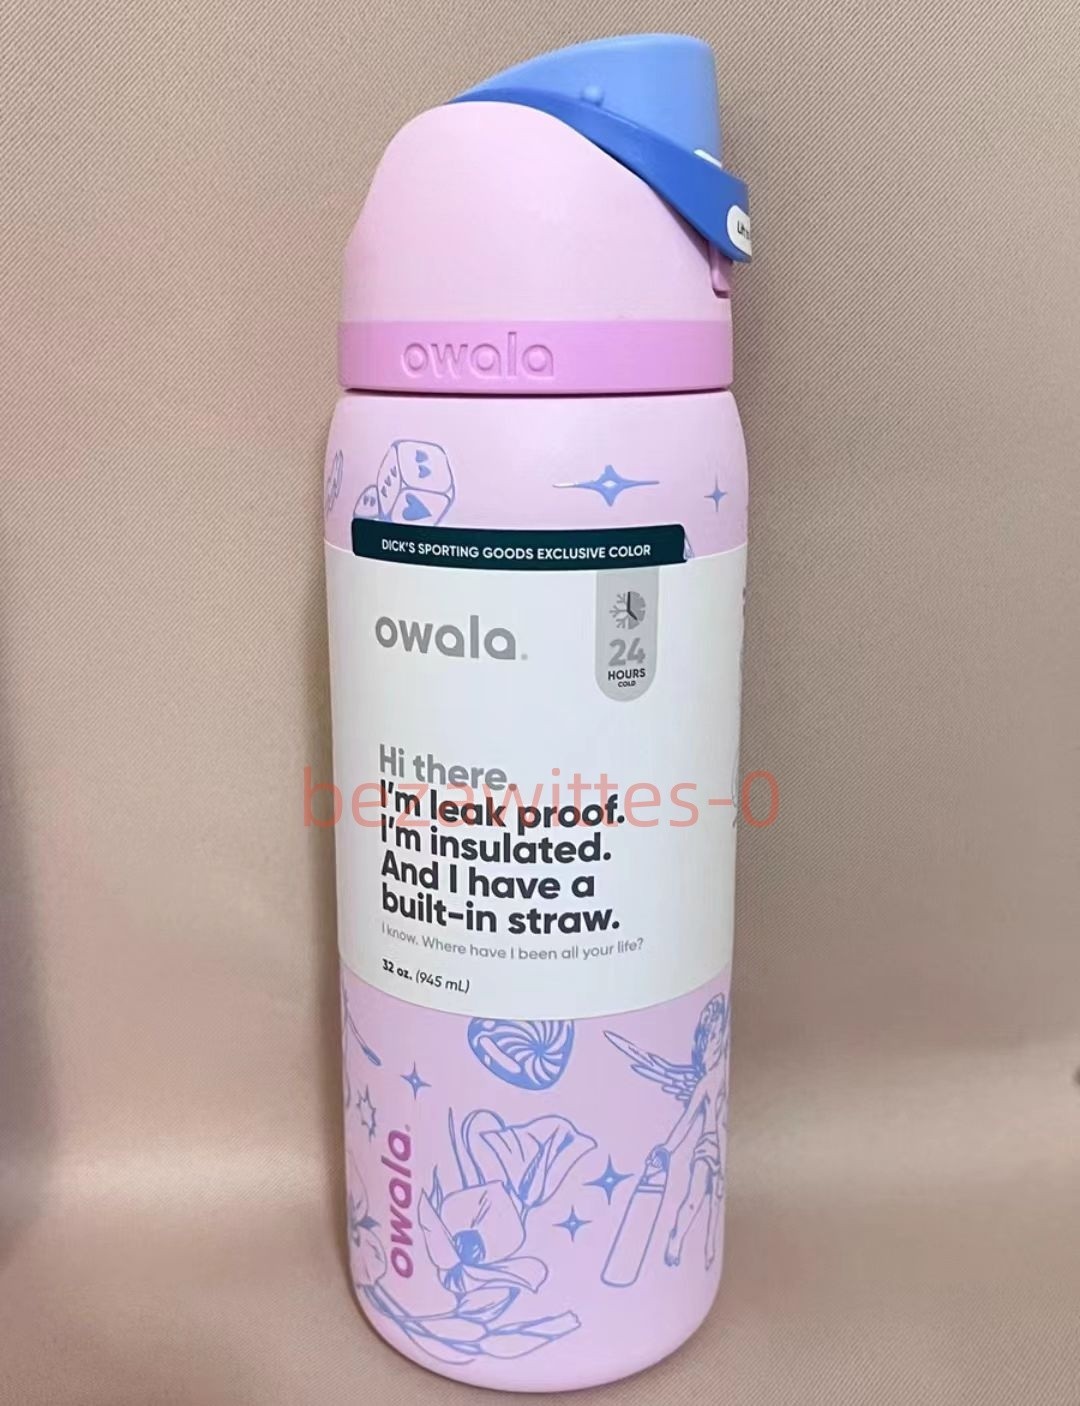 owala
DICK'S SPORTING GOODS EXCLUSIVE COLOR
owala.
24
HOURS
COLD
Hi there.
I'm leak proof.
I'm insulated.
And I have a
built-in straw.
I know. Where have I been all your life?
32 oz. (945 mL)
bezawittes-0
owala